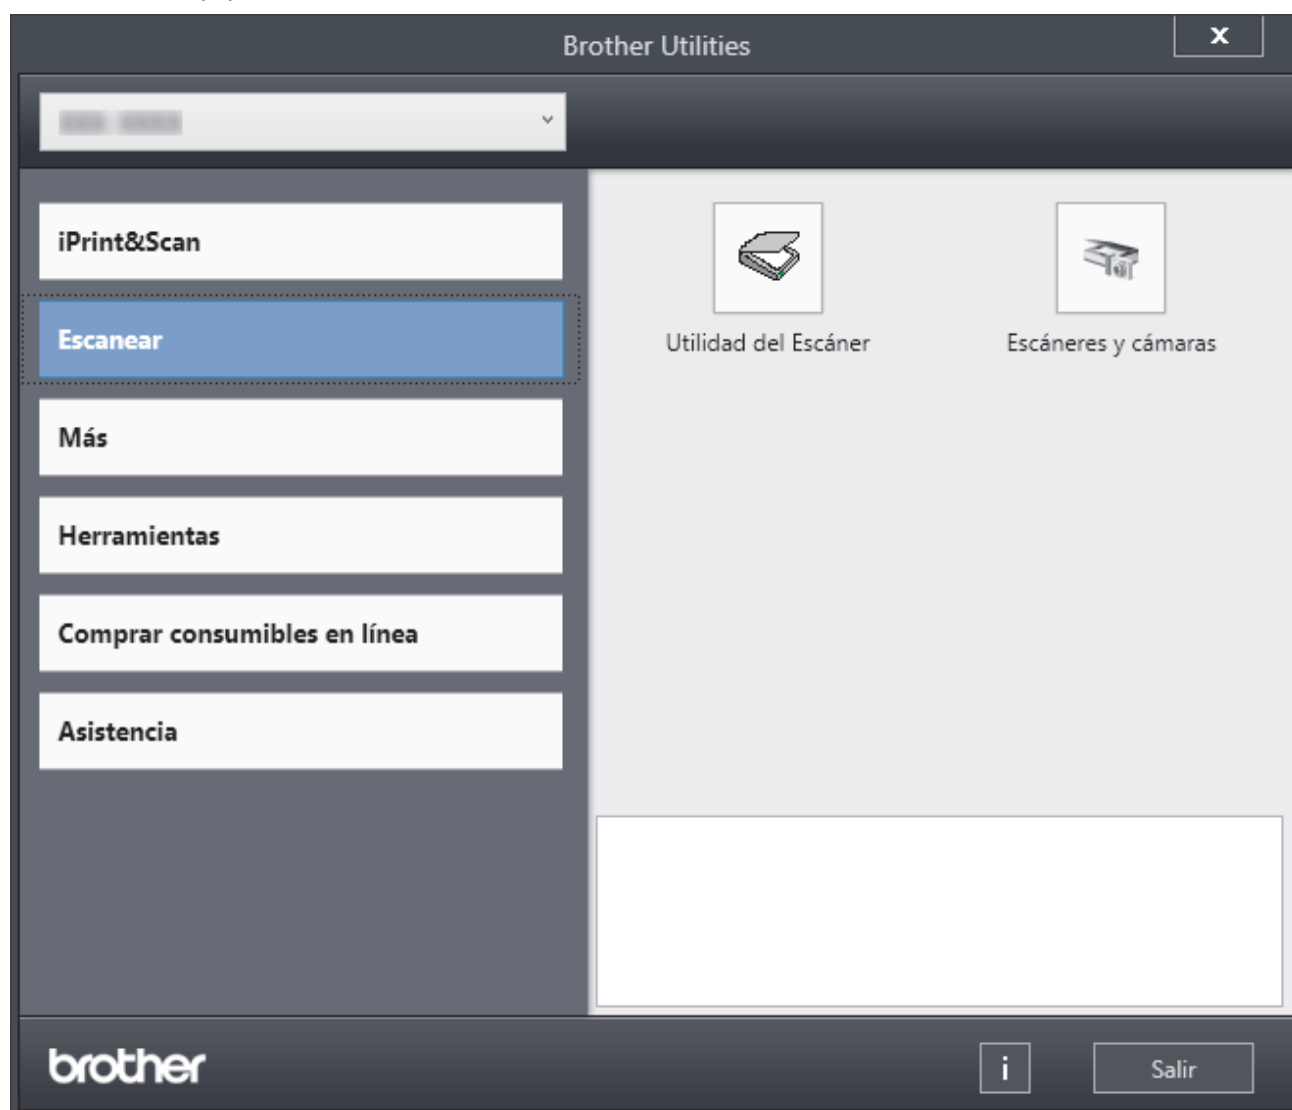 Brother Utilities
x
iPrint&Scan
Escanear
Más
Herramientas
Comprar consumibles en línea
Asistencia
Utilidad del Escáner
Escáneres y cámaras
brother
i
Salir